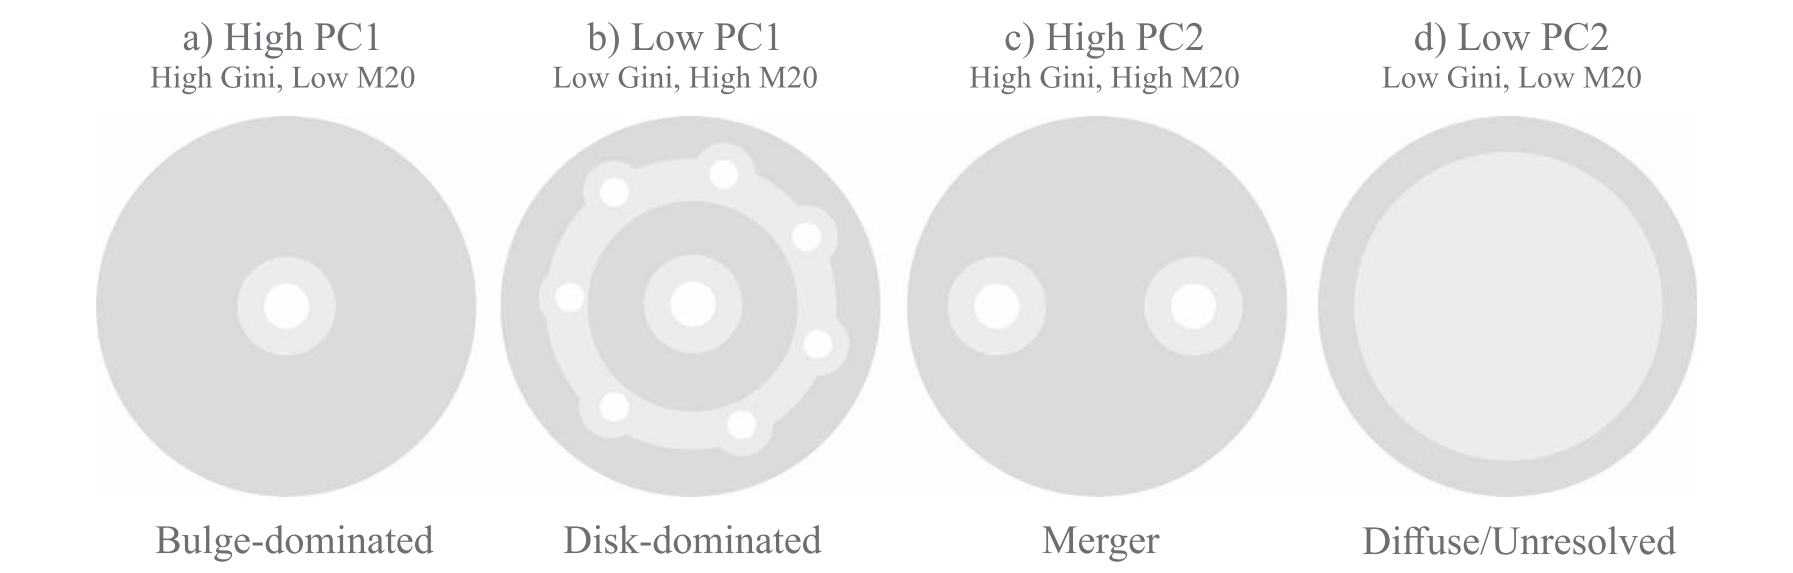 a) High PC1
High Gini, Low M20
b) Low PC1
Low Gini, High M20
c) High PC2
High Gini, High M20
d) Low PC2
Low Gini, Low M20
Bulge-dominated
Disk-dominated
Merger
Diffuse/Unresolved